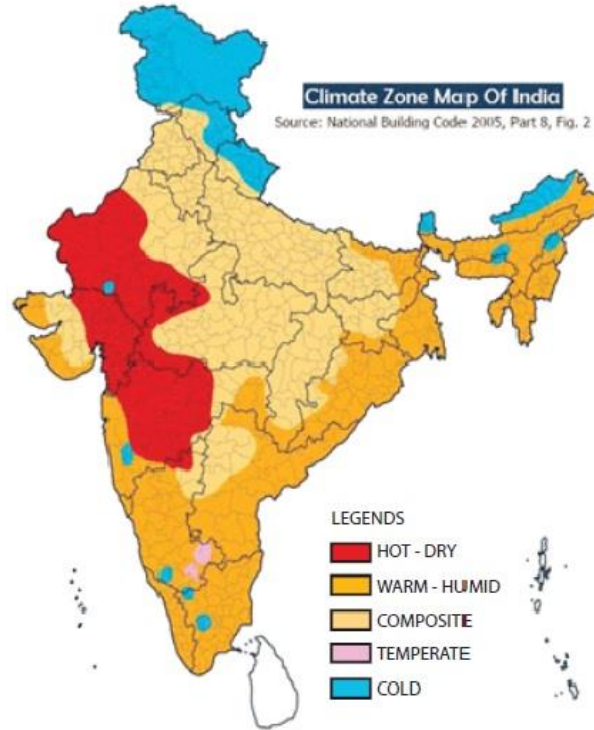 Climate Zone Map Of India
Source: National Building Code 2005, Part 8, Fig. 2
LEGENDS
HOT - DRY
WARM - HUMID
COMPOSITIE
TEMPERATE
COLD